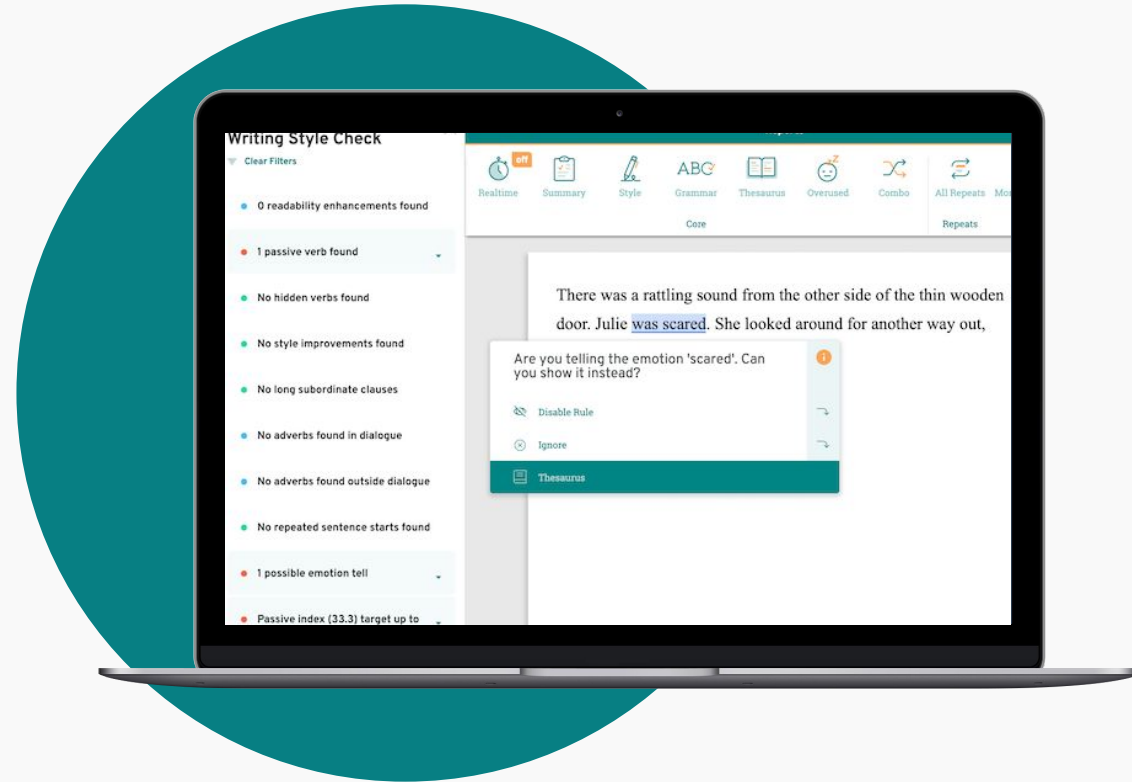 Writing Style Check
Clear Filters
0 readability enhancements found
1 passive verb found
No hidden verbs found
No style improvements found
No long subordinate clauses
No adverbs found in dialogue
No adverbs found outside dialogue
No repeated sentence starts found
1 possible emotion tell
Passive index (33.3) target up to
off
Realtime Summary Style Grammar Thesaurus Overused Combo All Repeats
ABC
Core Repeats
There was a rattling sound from the other side of the thin wooden
door. Julie was scared. She looked around for another way out,
Are you telling the emotion 'scared'. Can
you show it instead?
Disable Rule
Ignore
Thesaurus